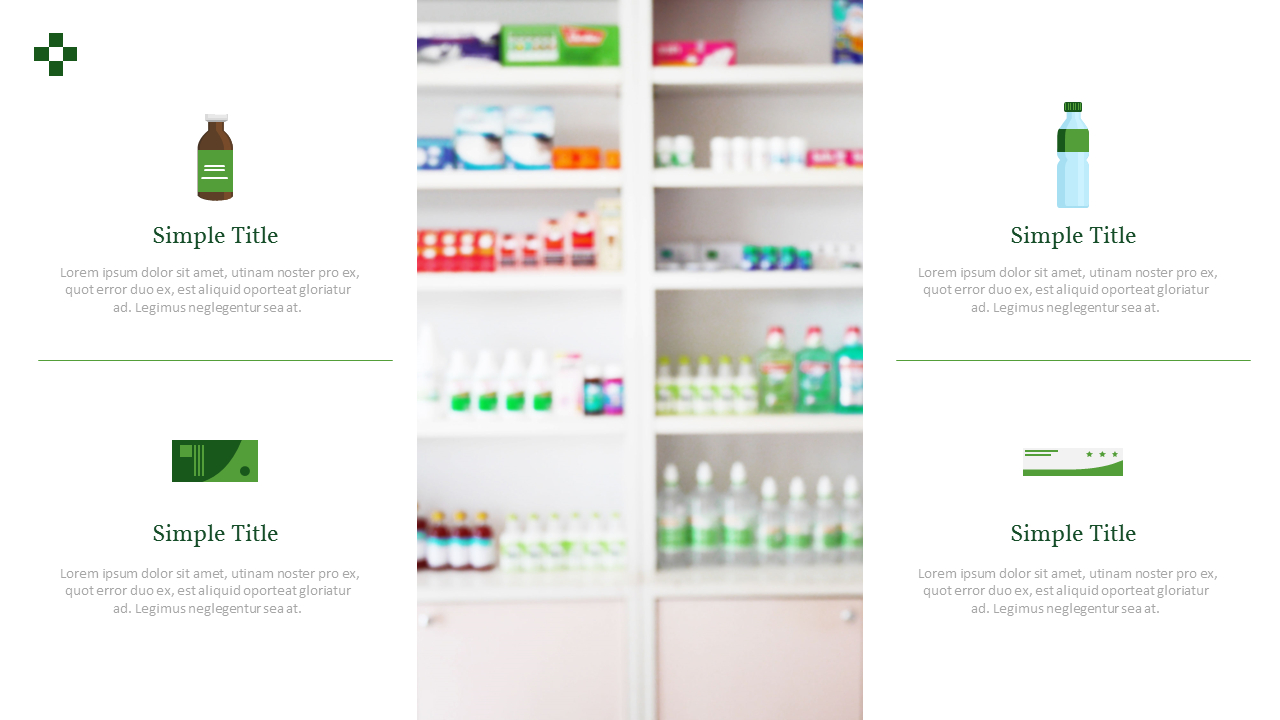 Simple Title
Lorem ipsum dolor sit amet, utinam noster pro ex,
quot error duo ex, est aliquid oporteat gloriatur
ad. Legimus neglegentur sea at.
Simple Title
Lorem ipsum dolor sit amet, utinam noster pro ex,
quot error duo ex, est aliquid oporteat gloriatur
ad. Legimus neglegentur sea at.
Simple Title
Lorem ipsum dolor sit amet, utinam noster pro ex,
quot error duo ex, est aliquid oporteat gloriatur
ad. Legimus neglegentur sea at.
Simple Title
Lorem ipsum dolor sit amet, utinam noster pro ex,
quot error duo ex, est aliquid oporteat gloriatur
ad. Legimus neglegentur sea at.